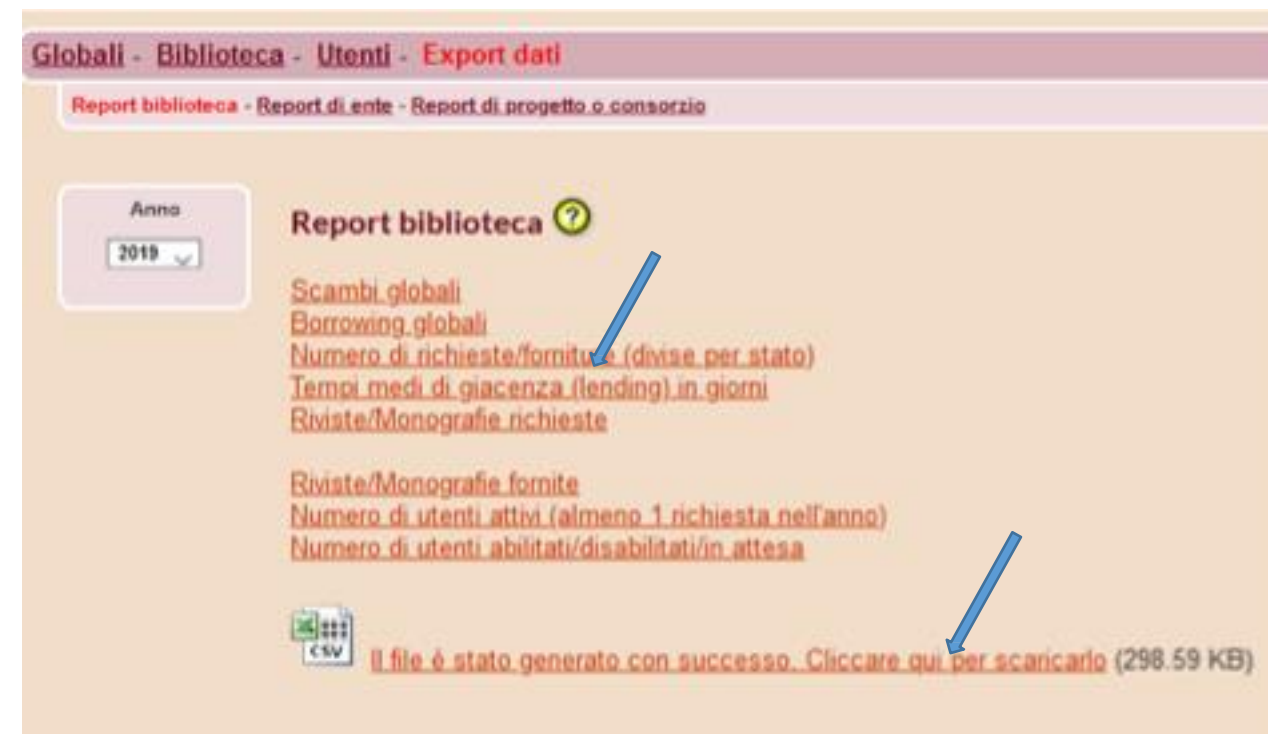 Globali - Biblioteca - Utenti - Export dati
Report biblioteca - Report di ente - Report di progetto o consorzio
Anno
2019
Report biblioteca ?
Scambi globali
Borrowing globali
Numero di richieste/forniture (divise per stato)
Tempi medi di giacenza (lending) in giorni
Riviste/Monografie richieste
Riviste/Monografie fornite
Numero di utenti attivi (almeno 1 richiesta nell'anno)
Numero di utenti abilitati/disabilitati/in attesa
CSV
Il file è stato generato con successo. Cliccare qui per scaricarlo (298.59 KB)